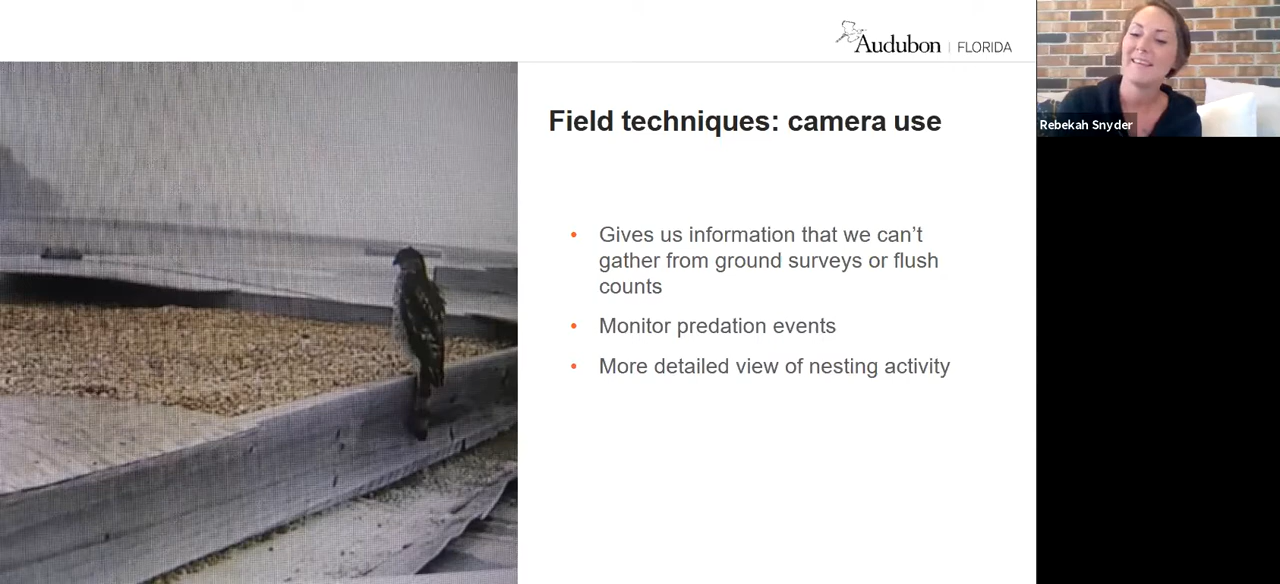 Audubon | FLORIDA
Rebekah Snyder
Field techniques: camera use
• Gives us information that we can’t
gather from ground surveys or flush
counts
• Monitor predation events
• More detailed view of nesting activity